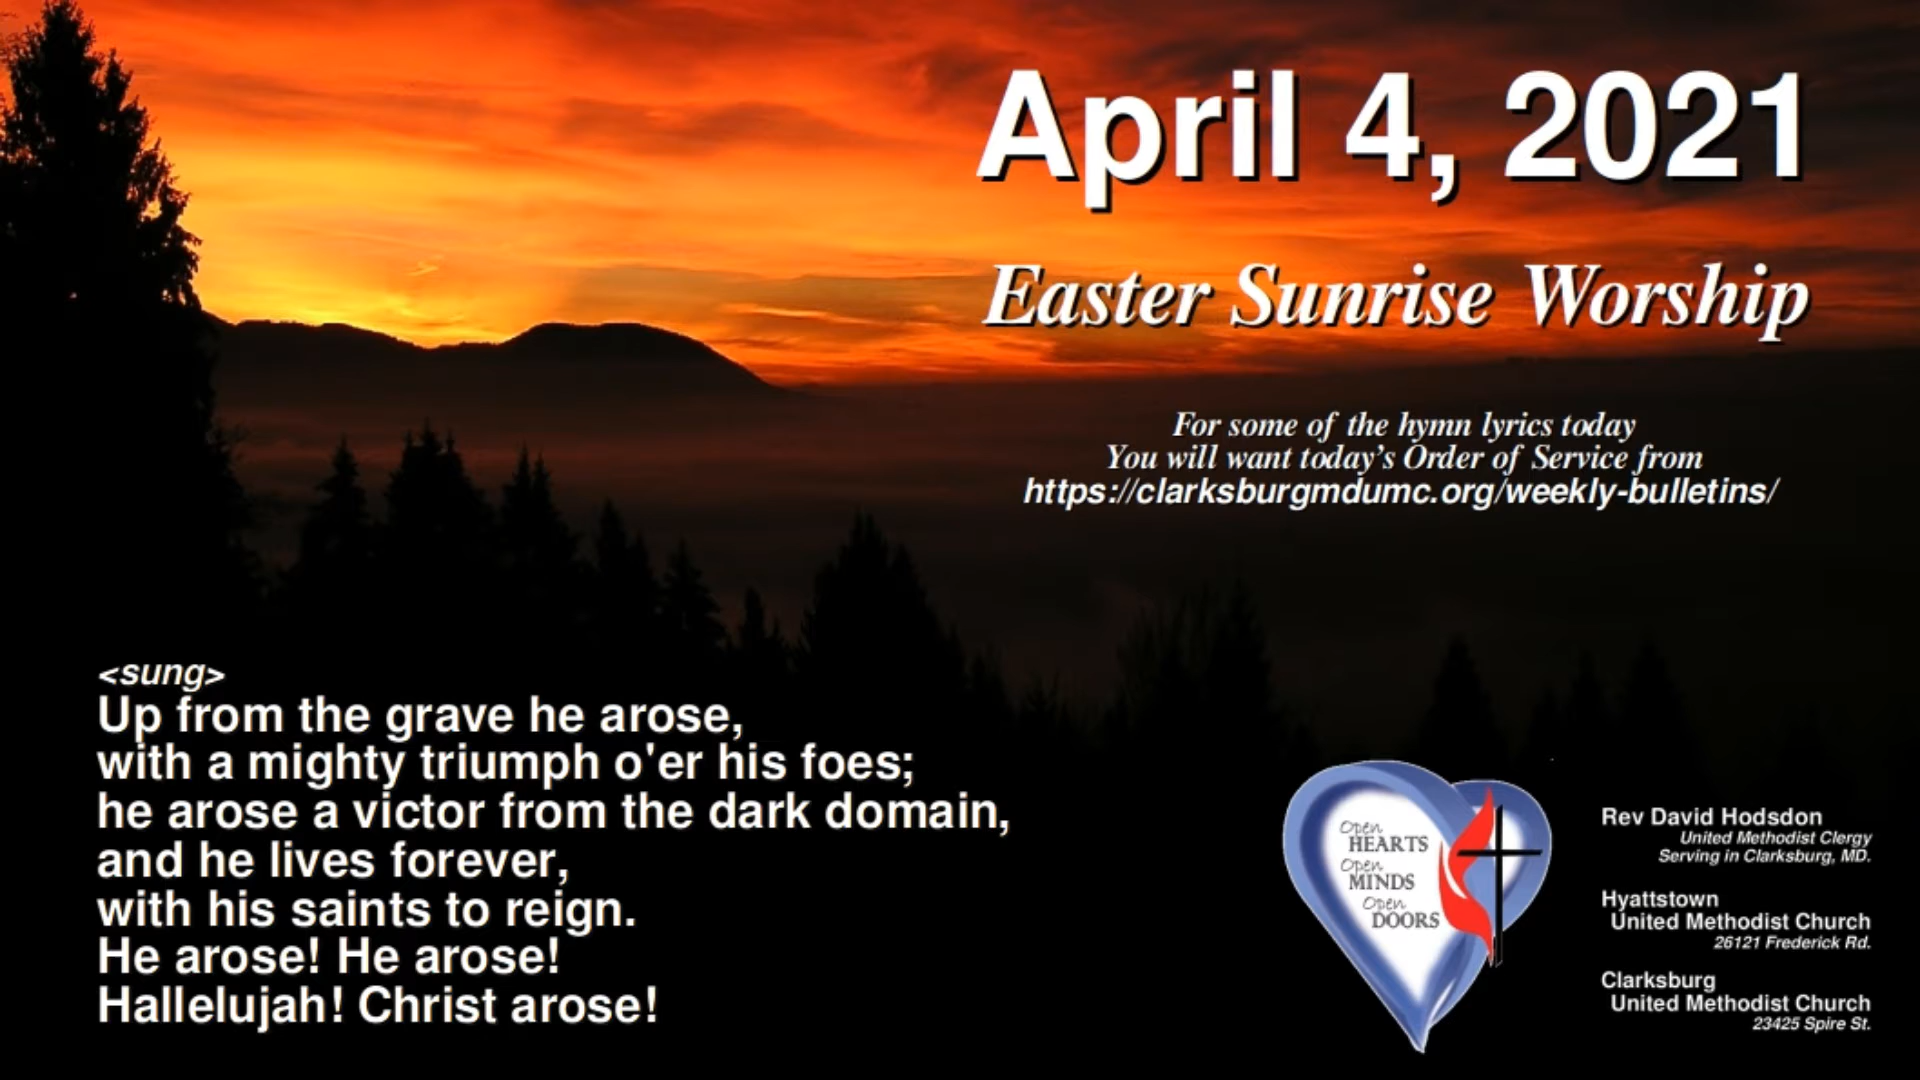 April 4, 2021
Easter Sunrise Worship
For some of the hymn lyrics today
You will want today’s Order of Service from
https://clarksburgmdumc.org/weekly-bulletins/
<sung>
Up from the grave he arose,
with a mighty triumph o'er his foes;
he arose a victor from the dark domain,
and he lives forever,
with his saints to reign.
He arose! He arose!
Hallelujah! Christ arose!
Open
HEARTS
Open
MINDS
Open
DOORS
Rev David Hodsdon
United Methodist Clergy
Serving in Clarksburg, MD.
Hyattstown
United Methodist Church
26121 Frederick Rd.
Clarksburg
United Methodist Church
23425 Spire St.